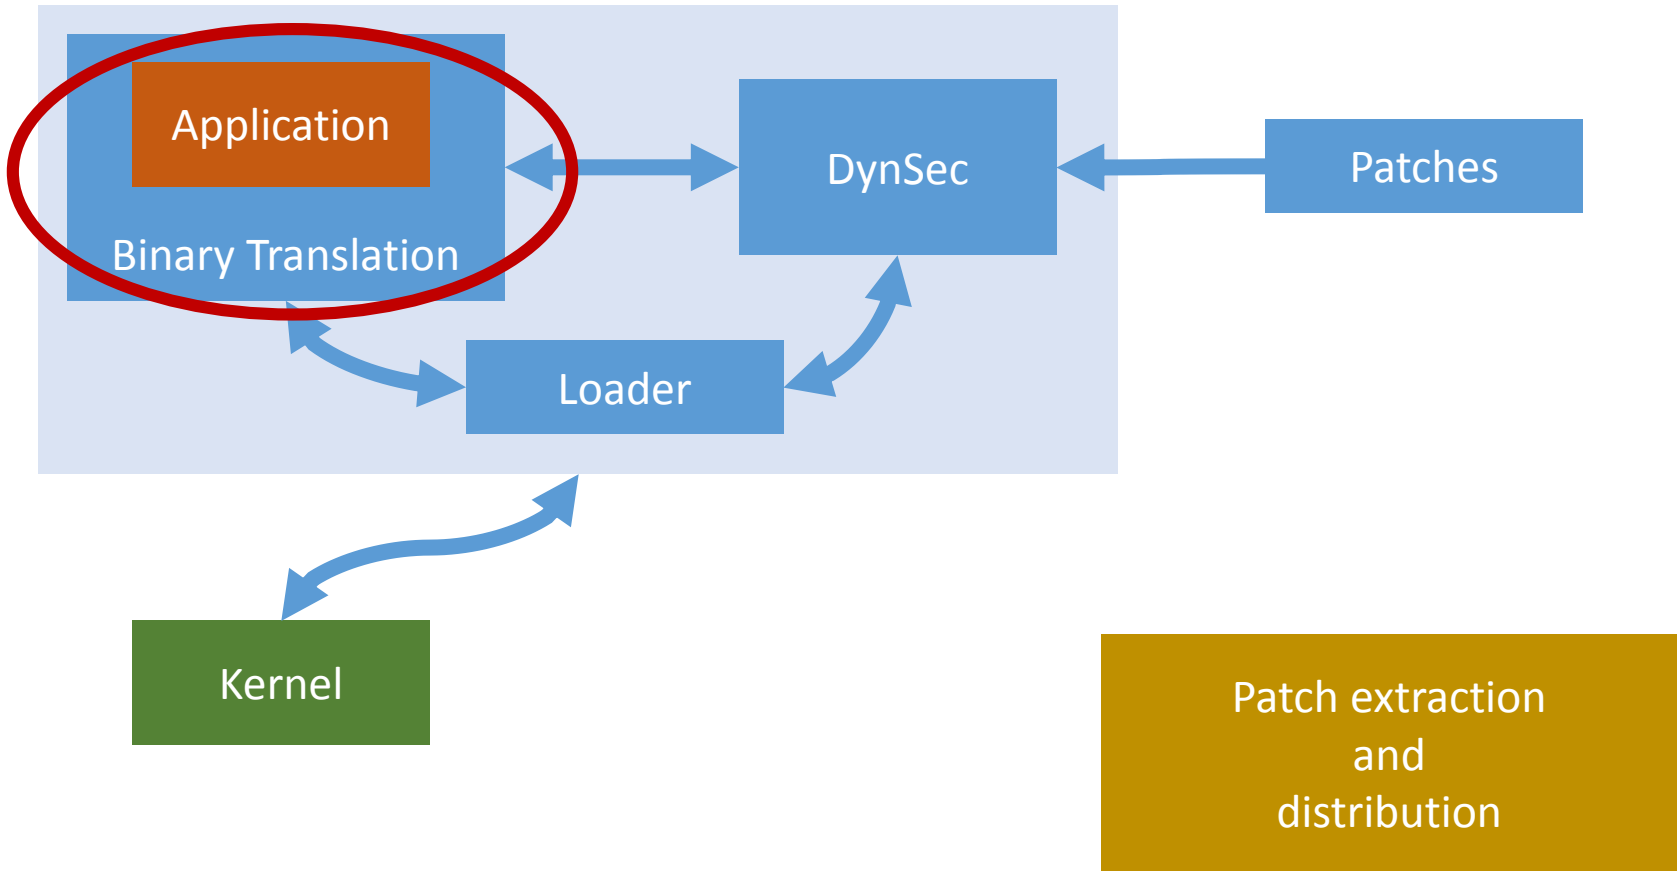 Application
Binary Translation
DynSec
Patches
Loader
Kernel
Patch extraction
and
distribution